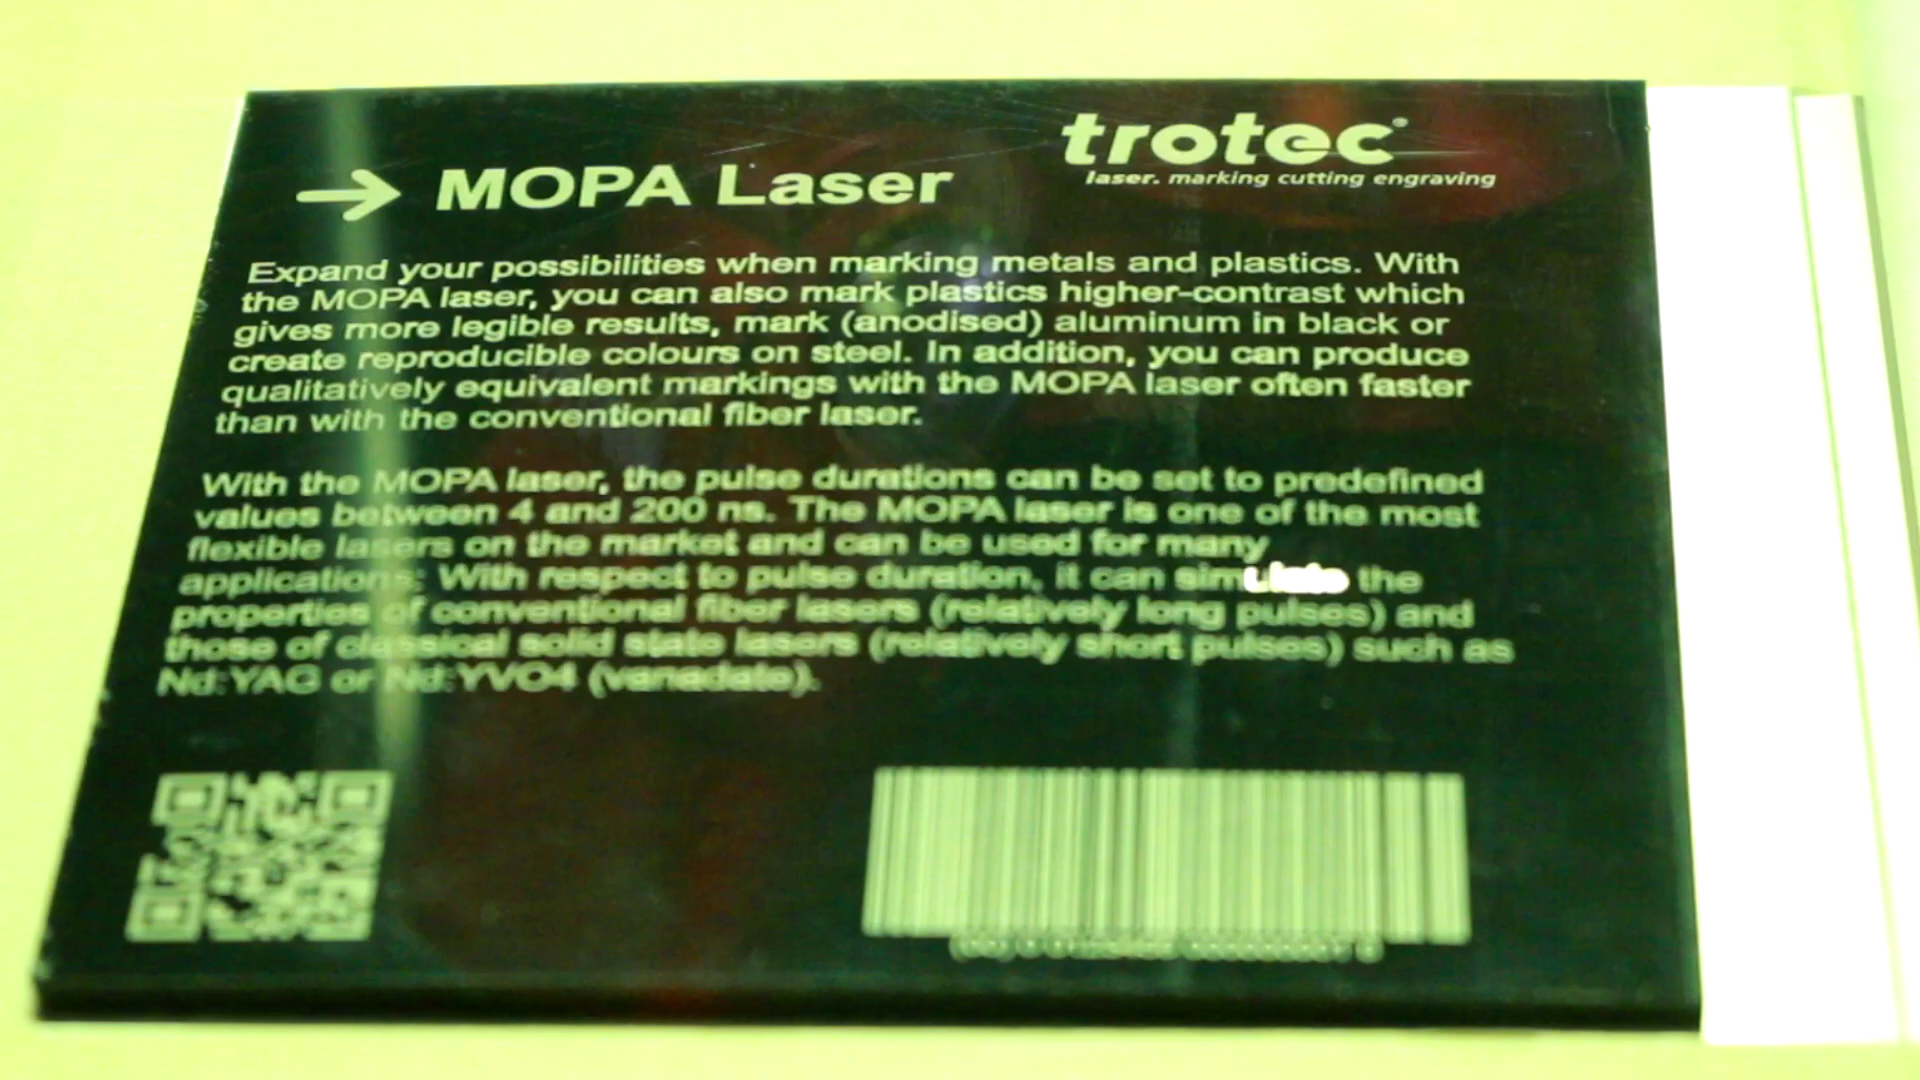 trotec®
laser. marking cutting engraving
→ MOPA Laser
Expand your possibilities when marking metals and plastics. With
the MOPA laser, you can also mark plastics higher-contrast which
gives more legible results, mark (anodised) aluminum in black or
create reproducible colours on steel. In addition, you can produce
qualitatively equivalent markings with the MOPA laser often faster
than with the conventional fiber laser.
With the MOPA laser, the pulse durations can be set to predefined
values between 4 and 200 ns. The MOPA laser is one of the most
flexible lasers on the market and can be used for many
applications: With respect to pulse duration, it can the
properties of conventional fiber lasers (relatively long pulses) and
those of classical solid state lasers (relatively short pulses) such as
Nd:YAG or Nd:YVO4 (vanadate).